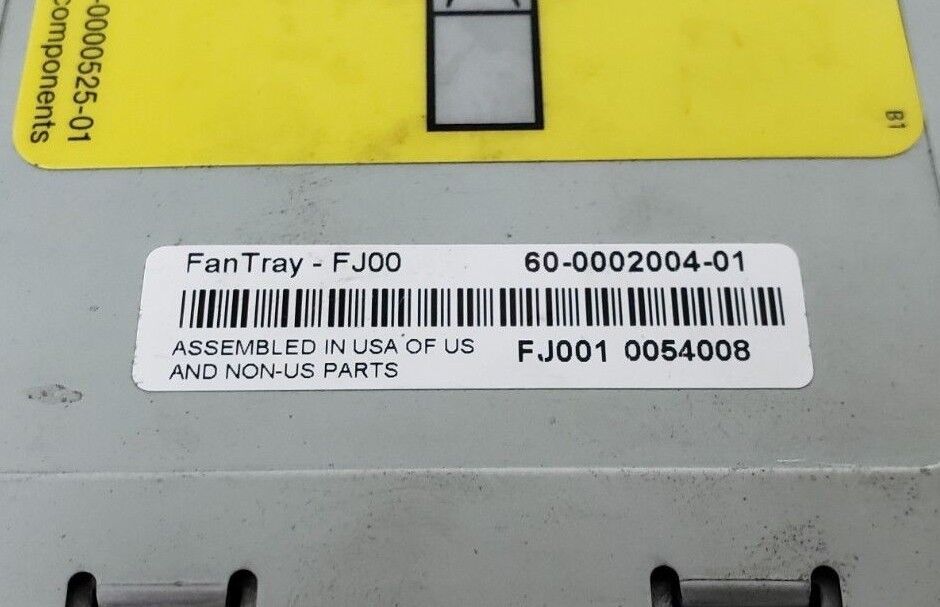 -0000525-01
components
B1
FanTray - FJ00 60-0002004-01
ASSEMBLED IN USA OF US
AND NON-US PARTS
FJ001 0054008